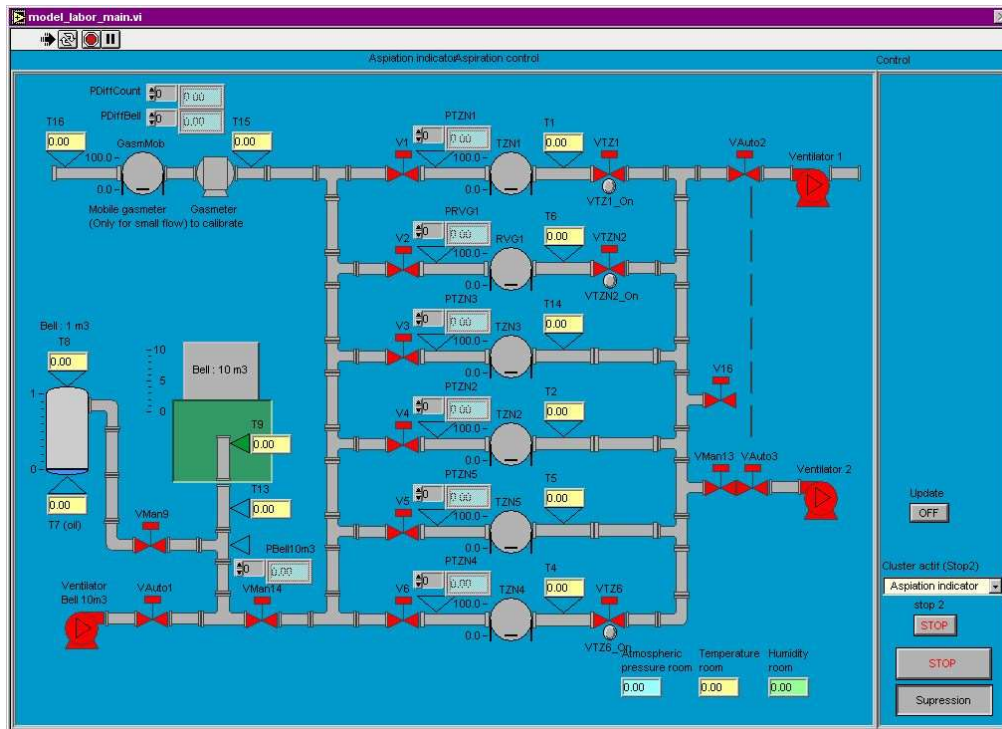 model_labor_main.vi
Aspiation indicator Aspiration control
Control
PDiffCount 0 0.00
PDiffBell 0 0.00
T16
0.00
GasmMob
100.0
0.0
T15
0.00
Mobile gasmeter Gasmeter
(Only for small flow) to calibrate
V1
PTZN1
0 0.00
100.0
0.0
TZN1
T1
0.00
VTZ1
VTZ1_On
VAuto2
Ventilator 1
V2
PRVG1
0 0.00
100.0
0.0
RVG1
T6
0.00
VTZN2
VTZN2_On
V3
PTZN3
0 0.00
100.0
0.0
TZN3
T14
0.00
V16
Bell : 1 m3
T8
0.00
1
0
0.00
T7 (oil)
10
5
0
Bell : 10 m3
T9
0.00
T13
0.00
V4
PTZN2
0 0.00
100.0
0.0
TZN2
T2
0.00
VMan13 VAuto3
Ventilator 2
V5
PTZN5
0 0.00
100.0
0.0
TZN5
T5
0.00
VMan9
PBell10m3
0 0.00
Ventilator
Bell 10m3
VAuto1
VMan14
V6
PTZN4
0 0.00
100.0
0.0
TZN4
T4
0.00
VTZ6
VTZ6_On
Atmospheric
pressure room
0.00
Temperature
room
0.00
Humidity
room
0.00
Update
OFF
Cluster actif (Stop2)
Aspiation indicator
stop 2
STOP
STOP
Supression